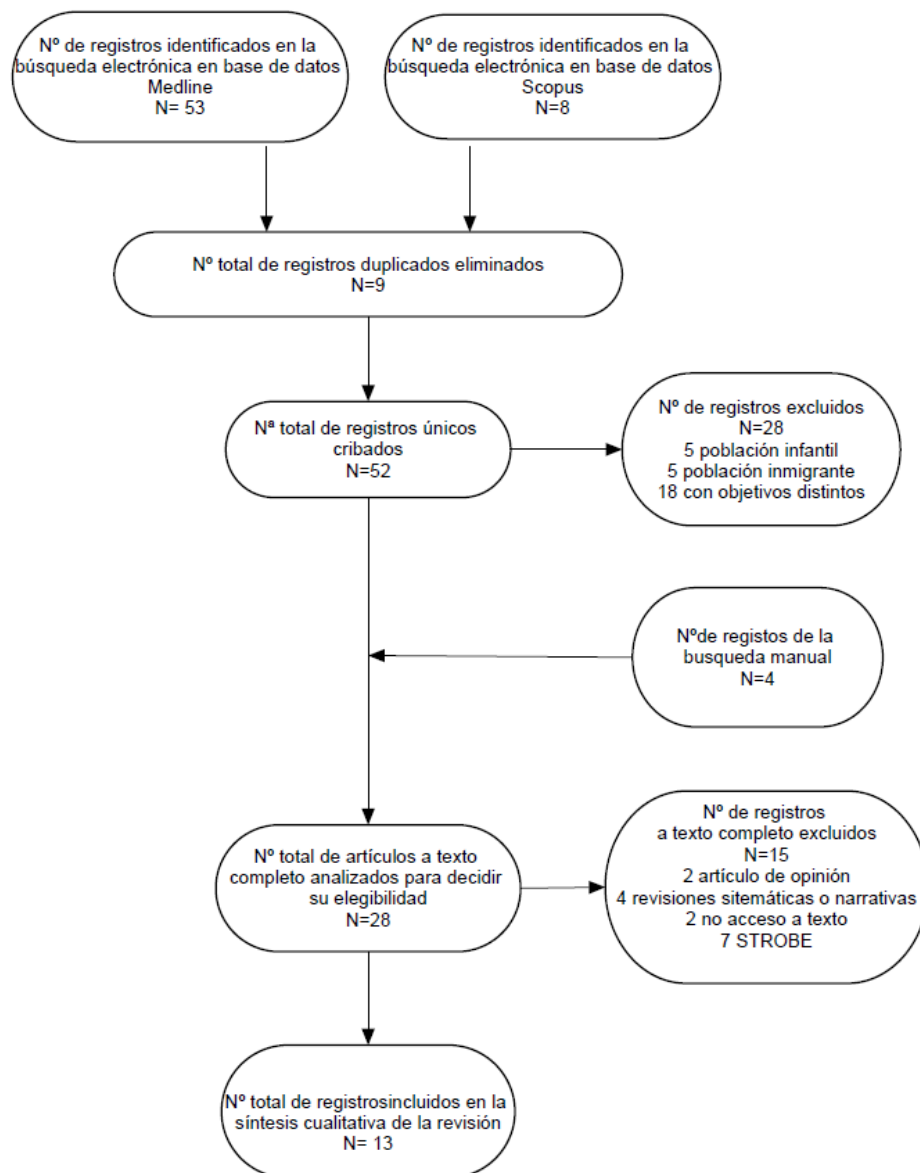 Nº de registros identificados en la
búsqueda electrónica en base de datos
Medline
N= 53
Nº de registros identificados en la
búsqueda electrónica en base de datos
Scopus
N=8
Nº total de registros duplicados eliminados
N=9
Nª total de registros únicos
cribados
N=52
Nº de registros excluidos
N=28
5 población infantil
5 población inmigrante
18 con objetivos distintos
Nºde registos de la
busqueda manual
N=4
Nº total de artículos a texto
completo analizados para decidir
su elegibilidad
N=28
Nº de registros
a texto completo excluidos
N=15
2 artículo de opinión
4 revisiones sitemáticas o narrativas
2 no acceso a texto
7 STROBE
Nº total de registrosincluidos en la
síntesis cualitativa de la revisión
N= 13